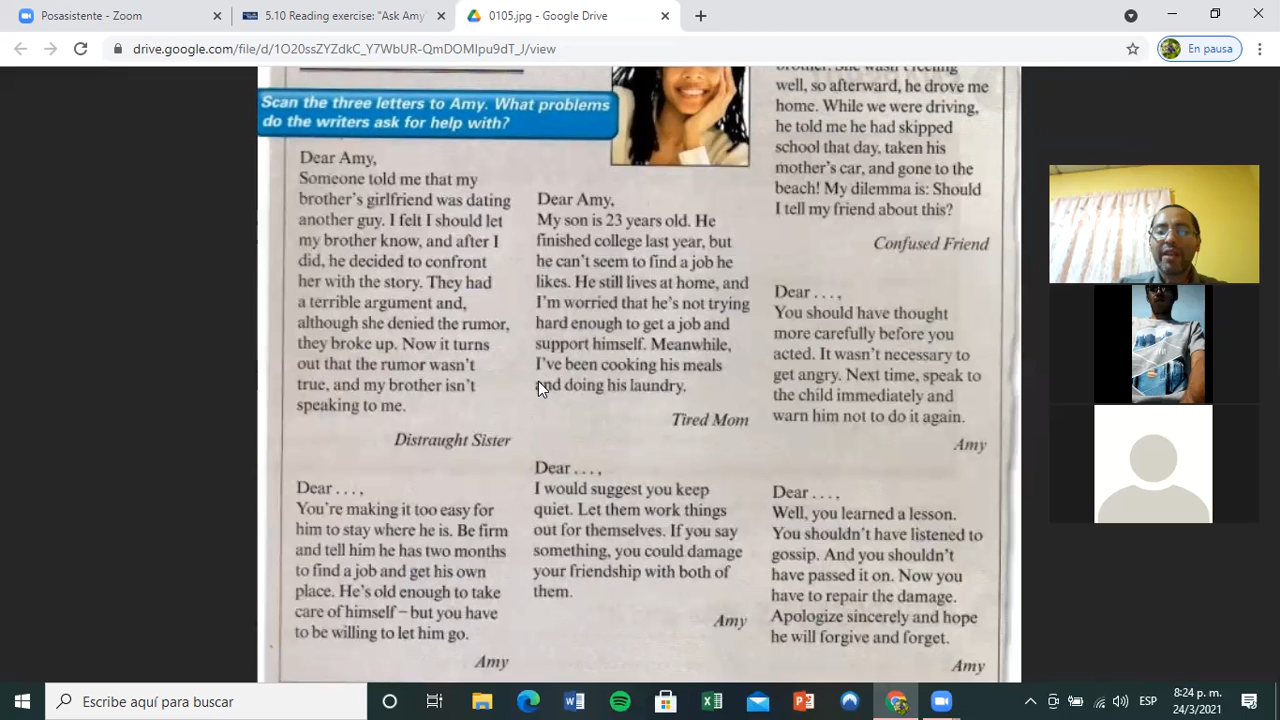 Posasistente - Zoom
5.10 Reading exercise: "Ask Amy"
0105.jpg - Google Drive
drive.google.com/file/d/1O20ssZYZdkC_Y7WbUR-QmDOMIpu9dT_J/view
En pausa
Scan the three letters to Amy. What problems
do the writers ask for help with?
Dear Amy,
Someone told me that my
brother's girlfriend was dating
another guy. I felt I should let
my brother know, and after I
did, he decided to confront
her with the story. They had
a terrible argument and,
although she denied the rumor,
they broke up. Now it turns
out that the rumor wasn't
true, and my brother isn't
speaking to me.
Distraught Sister
Dear . . . ,
You're making it too easy for
him to stay where he is. Be firm
and tell him he has two months
to find a job and get his own
place. He's old enough to take
care of himself – but you have
to be willing to let him go.
Amy
Dear Amy,
My son is 23 years old. He
finished college last year, but
he can't seem to find a job he
likes. He still lives at home, and
I'm worried that he's not trying
hard enough to get a job and
support himself. Meanwhile,
I've been cooking his meals
and doing his laundry.
Tired Mom
Dear . . . ,
I would suggest you keep
quiet. Let them work things
out for themselves. If you say
something, you could damage
your friendship with both of
them.
Amy
brother. She wasn't feeling
well, so afterward, he drove me
home. While we were driving,
he told me he had skipped
school that day, taken his
mother's car, and gone to the
beach! My dilemma is: Should
I tell my friend about this?
Confused Friend
Dear . . . ,
You should have thought
more carefully before you
acted. It wasn't necessary to
get angry. Next time, speak to
the child immediately and
warn him not to do it again.
Amy
Dear . . . ,
Well, you learned a lesson.
You shouldn't have listened to
gossip. And you shouldn't
have passed it on. Now you
have to repair the damage.
Apologize sincerely and hope
he will forgive and forget.
Amy
Escribe aquí para buscar
ESP
8:24 p. m.
24/3/2021